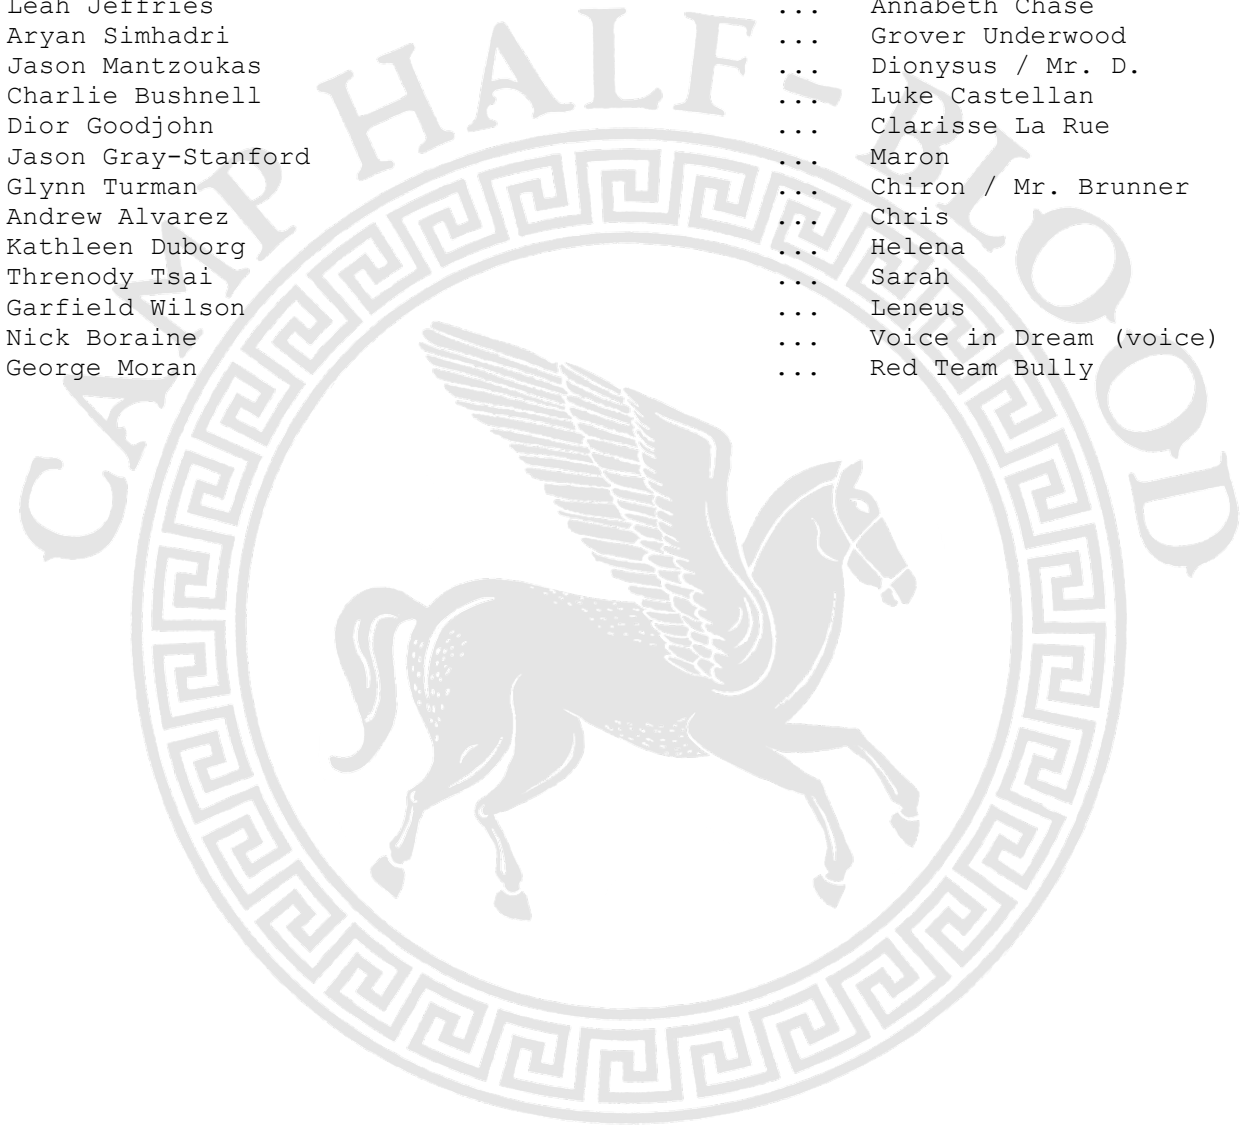 Leah Jeffries ... Annabeth Chase
Aryan Simhadri ... Grover Underwood
Jason Mantzoukas ... Dionysus / Mr. D.
Charlie Bushnell ... Luke Castellan
Dior Goodjohn ... Clarisse La Rue
Jason Gray-Stanford ... Maron
Glynn Turman ... Chiron / Mr. Brunner
Andrew Alvarez ... Chris
Kathleen Duborg ... Helena
Threnody Tsai ... Sarah
Garfield Wilson ... Leneus
Nick Boraine ... Voice in Dream (voice)
George Moran ... Red Team Bully
CAMP HALF-BLOOD